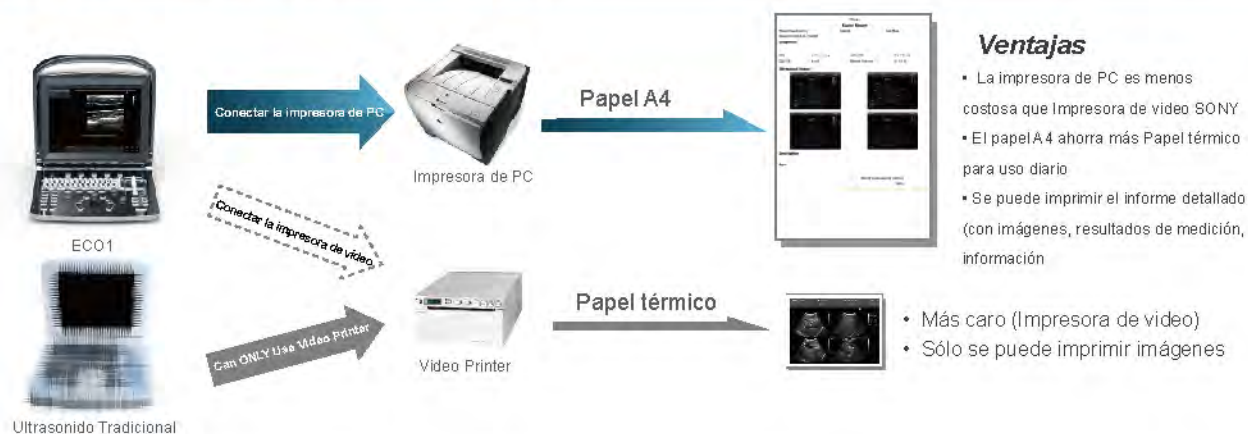 Ventajas
Conectar la impresora de PC
Papel A4
• La impresora de PC es menos
costosa que Impresora de video SONY
• El papel A4 ahorra más Papel térmico
para uso diario
• Se puede imprimir el informe detallado
(con imágenes, resultados de medición,
información
Impresora de PC
Conectar la impresora de video
ECO1
Can ONLY Use Video Printer
Video Printer
Papel térmico
• Más caro (Impresora de video)
• Sólo se puede imprimir imágenes
Ultrasonido Tradicional